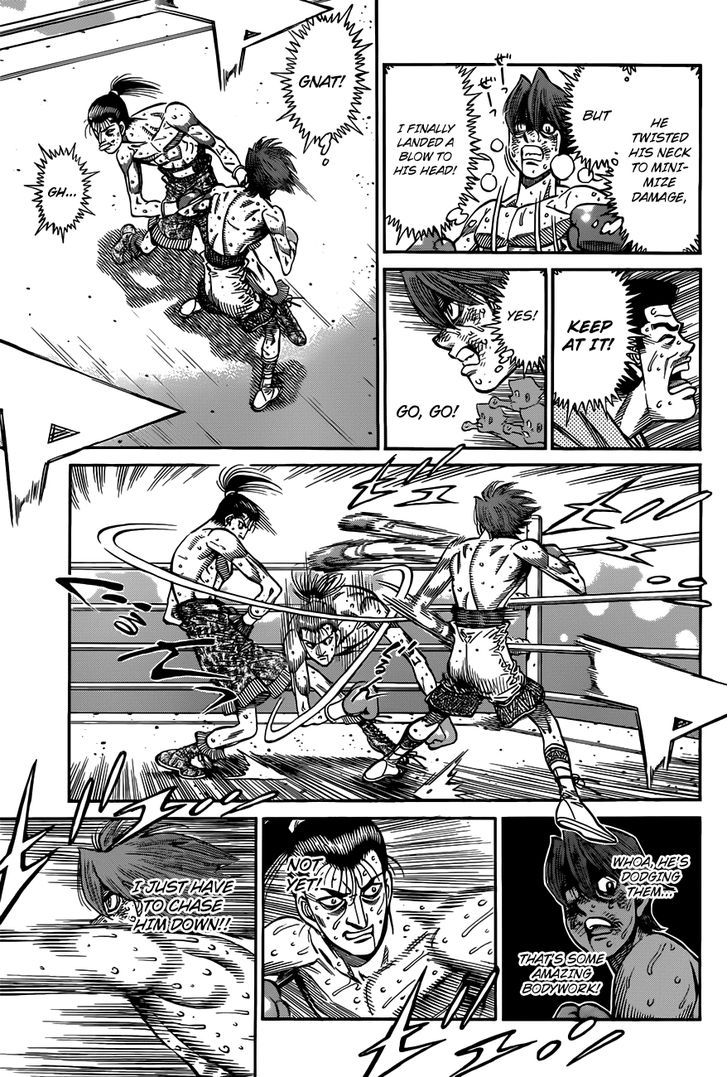 HE
TWISTED
HIS NECK
TO MINI-
MIZE
DAMAGE,
BUT
I FINALLY
LANDED A
BLOW TO
HIS HEAD!
GNAT!
GH...
KEEP
AT IT!
YES!
GO, GO!
WHOA, HE'S
DODGING
THEM...
THAT'S SOME
AMAZING
BODYWORK!
NOT
YET!
I JUST HAVE
TO CHASE
HIM DOWN!!